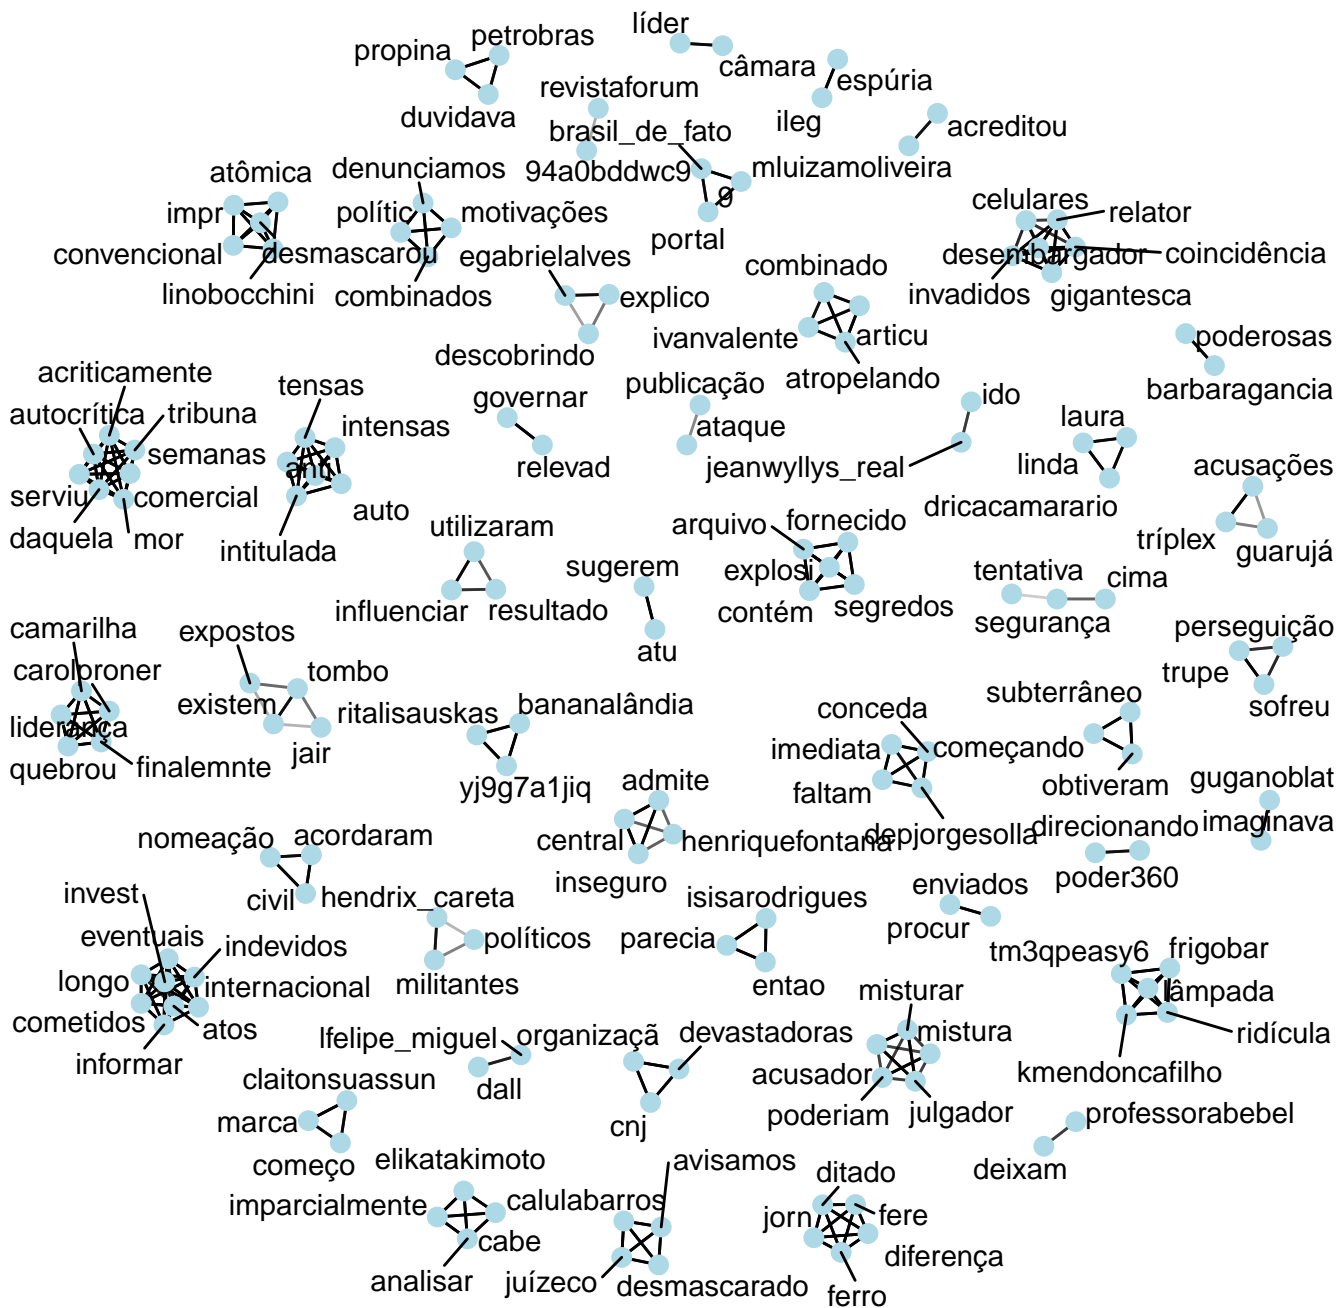 líder
petrobras
propina
câmara
espúria
revistaforum
duvidava
ileg
acreditou
brasil_de_fato
denunciamos
94a0bddwc9
mluizamoliveira
atômica
9
celulares
impr
polític
motivações
relator
portal
convencional
desmascarou
egabrielalves
desembargador
coincidência
combinado
linobocchini
combinados
explico
invadidos
gigantesca
ivanvalente
articu
poderosas
descobrindo
acriticamente
tensas
publicação
atropelando
barbaragancia
governar
ido
autocrítica
tribuna
intensas
laura
ataque
semanas
anti
relevad
jeanwyllys_real
linda
acusações
serviu
comercial
auto
dricacamarario
utilizaram
arquivo
fornecido
daquela
mor
intitulada
tríplex
guarujá
sugerem
explosi
tentativa
cima
influenciar
resultado
contém
segredos
segurança
camarilha
expostos
perseguição
atu
carolproner
tombo
trupe
subterrâneo
existem
bananalândia
liderança
ritalisauskas
conceda
sofreu
imediata
começando
quebrou
finalemnte
jair
yj9g7a1jiq
admite
faltam
obtiveram
guganoblat
nomeação
acordaram
central
henriquefontana
depjorgesolla
direcionando
imaginava
inseguro
poder360
invest
civil
hendrix_careta
isisarodrigues
enviados
eventuais
indevidos
políticos
parecia
procur
tm3qpeasy6
frigobar
longo
internacional
militantes
entao
misturar
lâmpada
cometidos
atos
lfelipe_miguel
organizaçã
devastadoras
mistura
ridícula
informar
claitonsuassun
dall
acusador
kmendoncafilho
marca
cnj
poderiam
julgador
professorabebel
começo
elikatakimoto
avisamos
ditado
deixam
imparcialmente
calulabarros
jorn
fere
cabe
diferença
analisar
juízeco
desmascarado
ferro